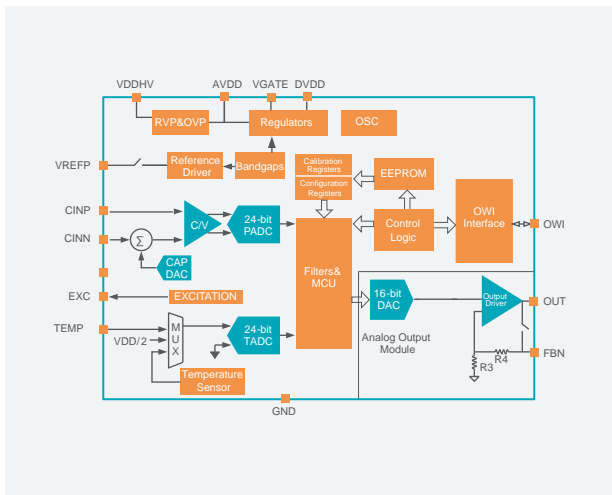 VDDHV
AVDD
VGATE
DVDD
RVP&OVP
Regulators
OSC
VREFP
Reference
Driver
Bandgaps
Calibration
Registers
Configuration
Registers
EEPROM
CINP
CINN
Σ
C/V
24-bit
PADC
CAP
DAC
Control
Logic
OWI
Interface
OWI
Filters&
MCU
EXC
EXCITATION
16-bit
DAC
Output
Driver
OUT
TEMP
VDD/2
M
U
X
24-bit
TADC
Analog Output
Module
R4
R3
FBN
Temperature
Sensor
GND